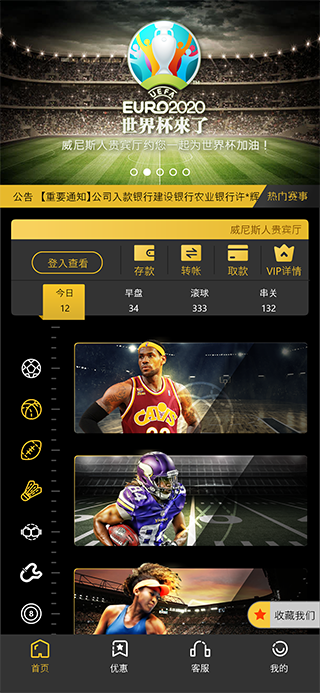 UEFA
EURO2020
世界杯來了
威尼斯人贵宾厅约您一起为世界杯加油！
公告 【重要通知】公司入款银行建设银行农业银行许*辉
热门赛事
威尼斯人贵宾厅
登入查看
存款 转帐 取款 VIP详情
今日 早盘 滚球 串关
12 34 333 132
CAVS
84
8
收藏我们
首页 优惠 客服 我的